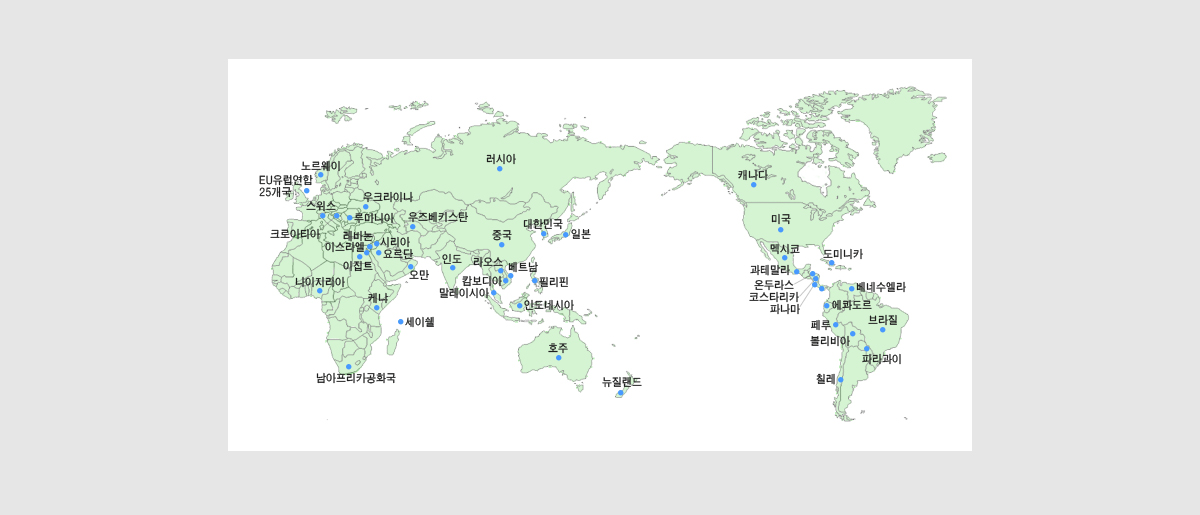 노르웨이
EU유럽연합
25개국
스위스
우크라이나
루마니아
우즈베키스탄
크로아티아
레바논
시리아
이스라엘
요르단
이집트
오만
나이지리아
케냐
세이쉘
남아프리카공화국
러시아
대한민국
일본
중국
인도
라오스
베트남
캄보디아
필리핀
말레이시아
인도네시아
호주
뉴질랜드
캐나다
미국
멕시코
도미니카
과테말라
온두라스
코스타리카
파나마
베네수엘라
에콰도르
페루
브라질
볼리비아
파라과이
칠레